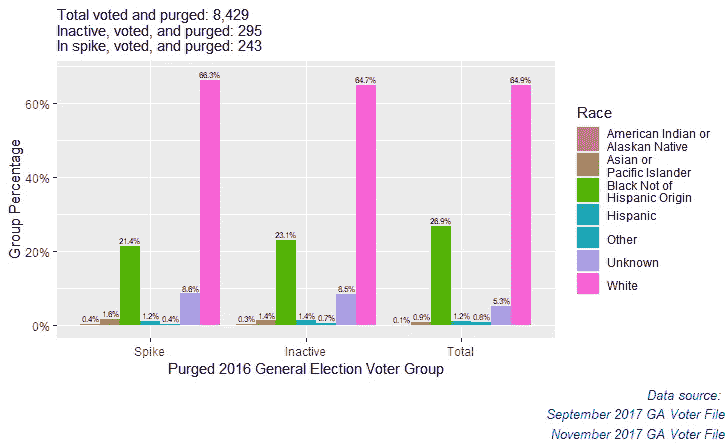 Total voted and purged: 8,429
Inactive, voted, and purged: 295
In spike, voted, and purged: 243
Group Percentage
60%
40%
20%
0%
0.4% 1.6% 21.4% 1.2% 0.4% 8.6% 66.3%
0.3% 1.4% 23.1% 1.4% 0.7% 8.5% 64.7%
0.1% 0.9% 26.9% 1.2% 0.6% 5.3% 64.9%
Spike Inactive Total
Purged 2016 General Election Voter Group
Race
American Indian or
Alaskan Native
Asian or
Pacific Islander
Black Not of
Hispanic Origin
Hispanic
Other
Unknown
White
Data source:
September 2017 GA Voter File
November 2017 GA Voter File